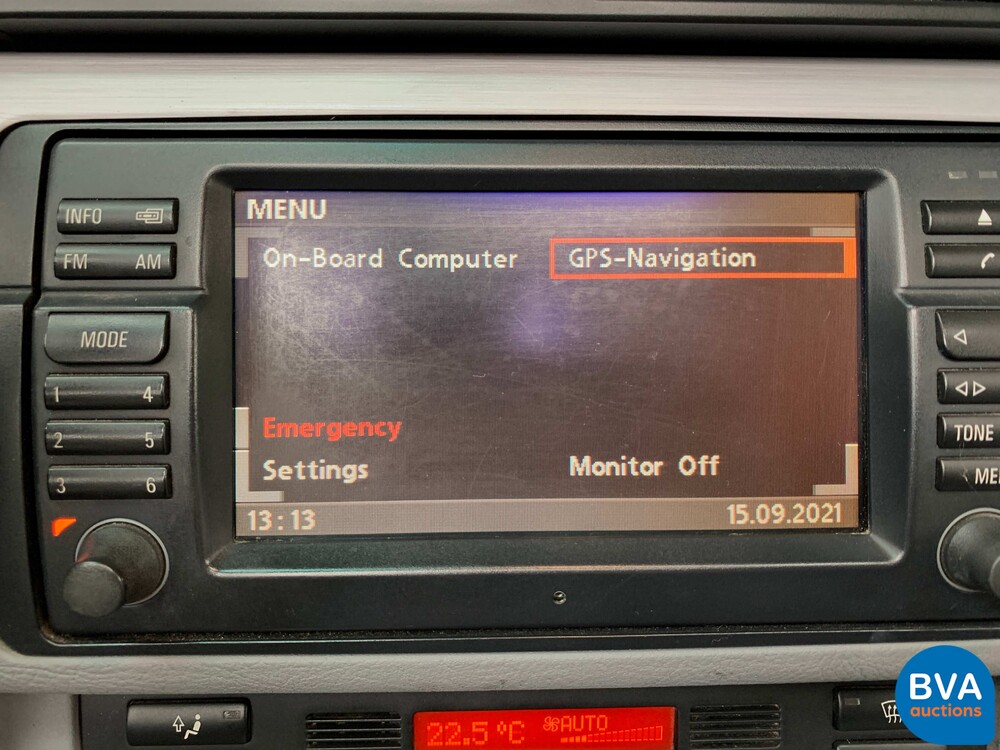 MENU
On-Board Computer GPS-Navigation
Emergency
Settings Monitor Off
13:13 15.09.2021
INFO
FM AM
MODE
1 4
2 5
3 6
TONE
22.5°C AUTO
BVA
auctions